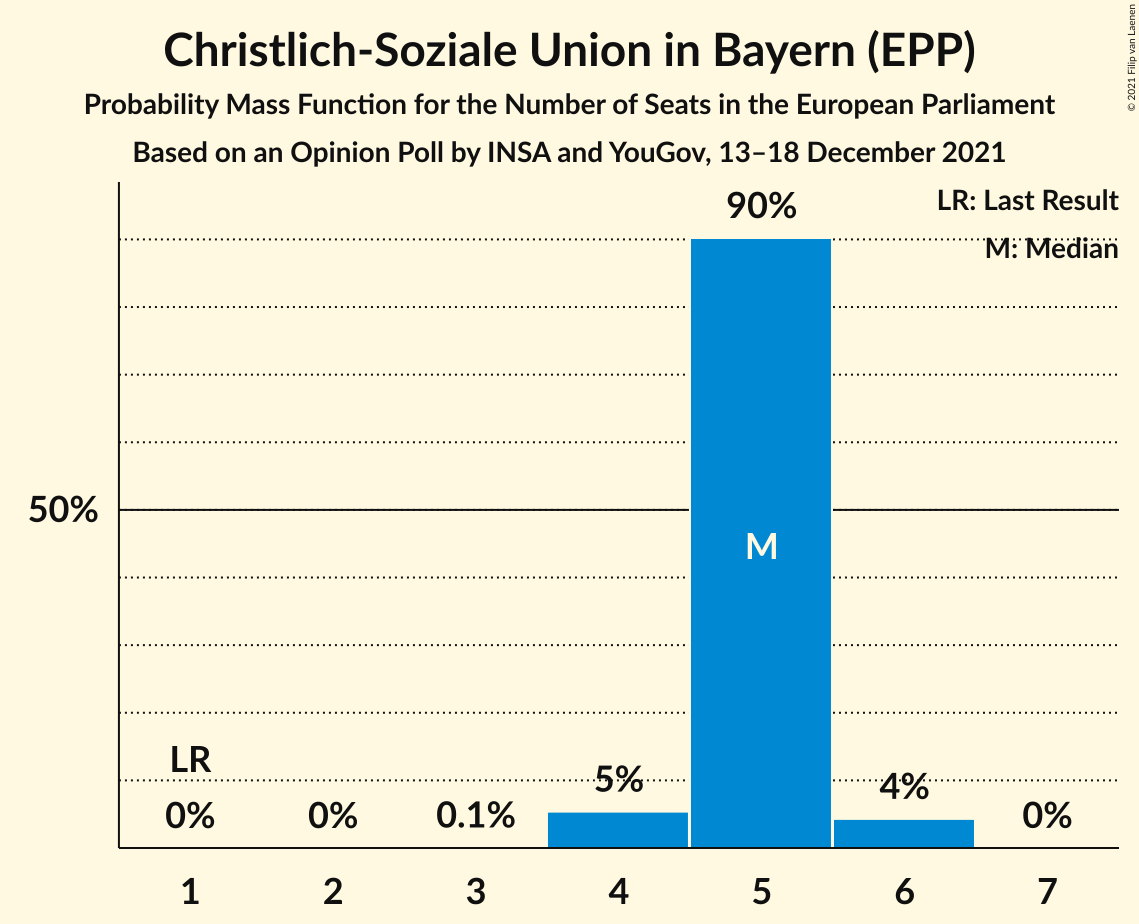 Christlich-Soziale Union in Bayern (EPP)
Probability Mass Function for the Number of Seats in the European Parliament
Based on an Opinion Poll by INSA and YouGov, 13–18 December 2021
© 2021 Filip van Laenen
LR: Last Result
M: Median
90%
50%
M
LR
0%
0%
0.1%
5%
4%
0%
1 2 3 4 5 6 7